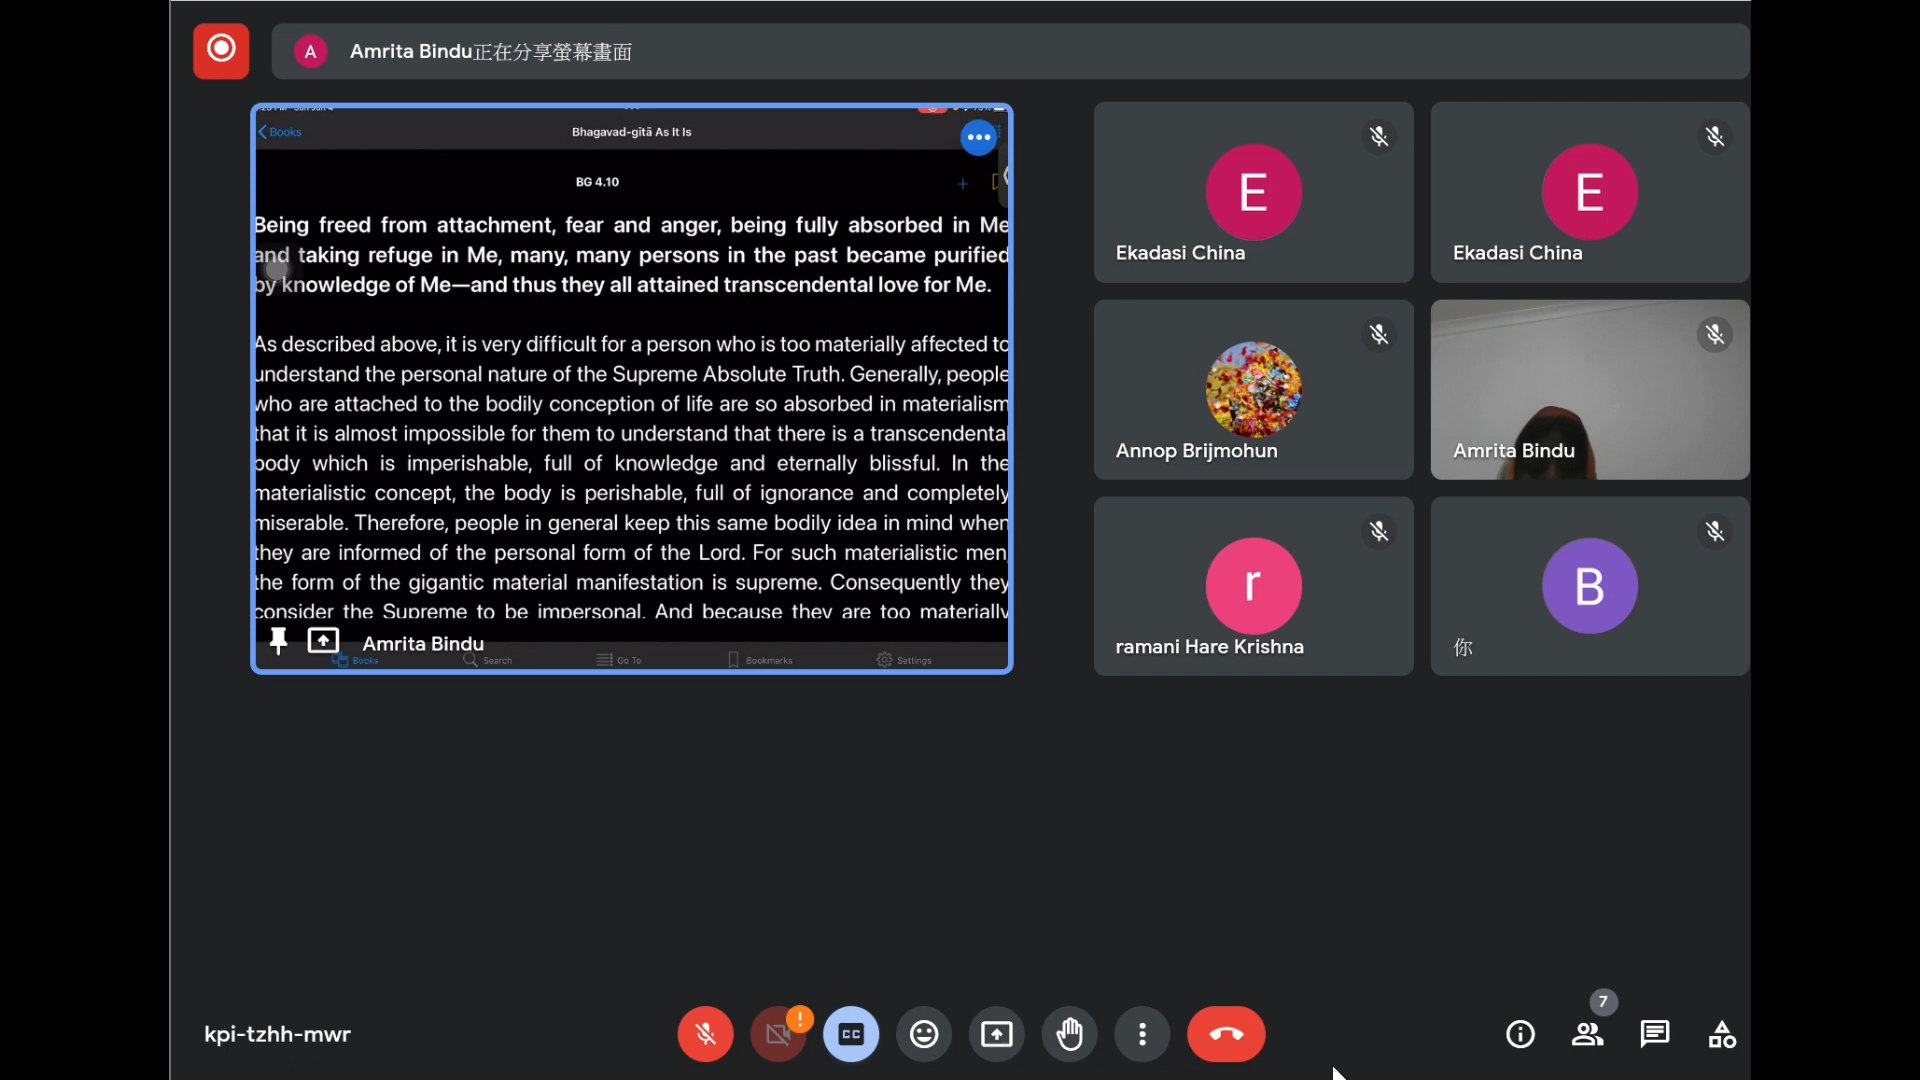 A
Amrita Bindu正在分享螢幕畫面
Books
Bhagavad-gītā As It Is
BG 4.10
Being freed from attachment, fear and anger, being fully absorbed in Me
and taking refuge in Me, many, many persons in the past became purified
by knowledge of Me—and thus they all attained transcendental love for Me.
As described above, it is very difficult for a person who is too materially affected to
understand the personal nature of the Supreme Absolute Truth. Generally, people
who are attached to the bodily conception of life are so absorbed in materialism
that it is almost impossible for them to understand that there is a transcendental
body which is imperishable, full of knowledge and eternally blissful. In the
materialistic concept, the body is perishable, full of ignorance and completely
miserable. Therefore, people in general keep this same bodily idea in mind when
they are informed of the personal form of the Lord. For such materialistic men
the form of the gigantic material manifestation is supreme. Consequently they
consider the Supreme to be impersonal. And because they are too materially
Amrita Bindu
Books
Search
Go To
Bookmarks
Settings
E
Ekadasi China
E
Ekadasi China
Annop Brijmohun
Amrita Bindu
r
ramani Hare Krishna
B
你
kpi-tzhh-mwr
!
CC
7